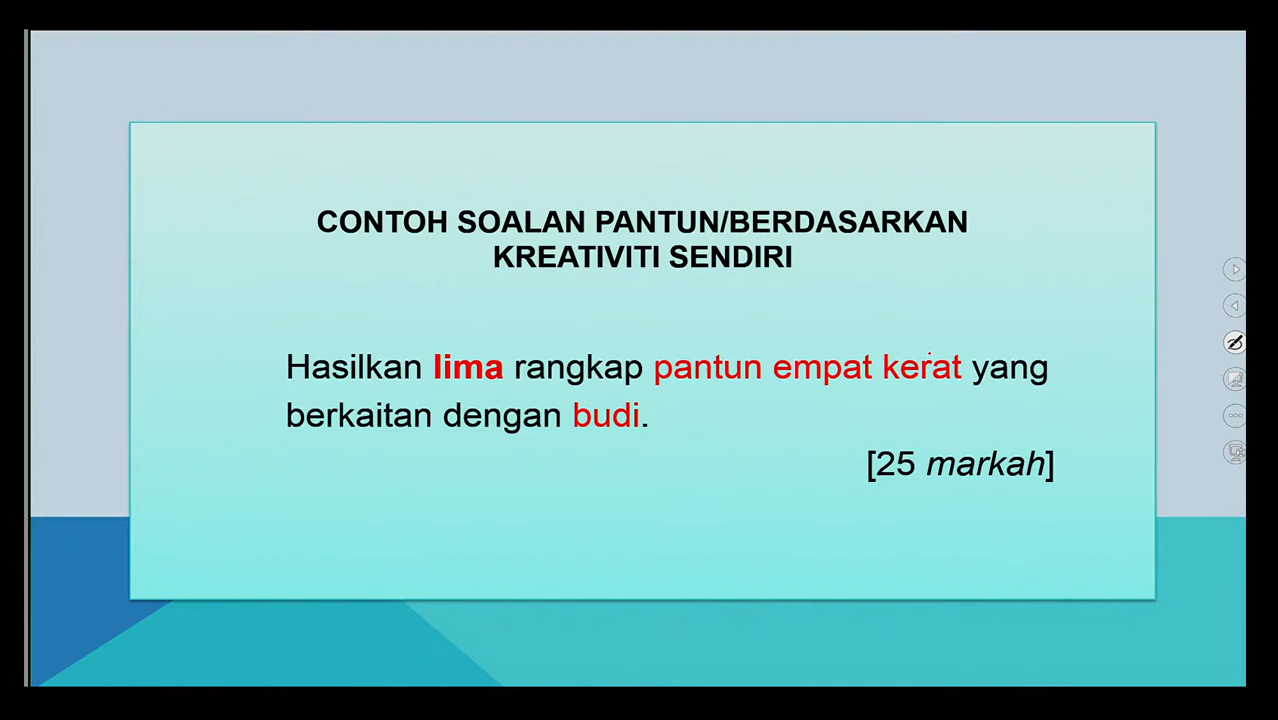 CONTOH SOALAN PANTUN/BERDASARKAN
KREATIVITI SENDIRI
Hasilkan lima rangkap pantun empat kerat yang
berkaitan dengan budi.
[25 markah]